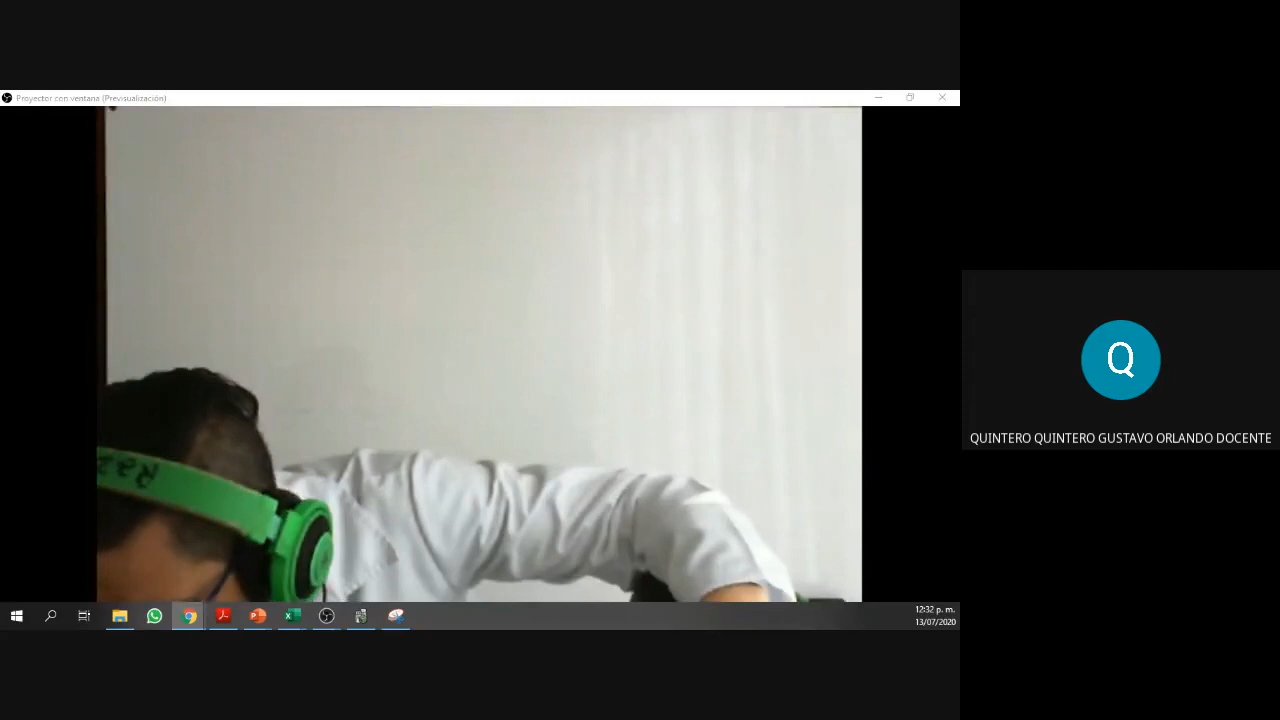 Proyector con ventana (Previsualización)
Q
QUINTERO QUINTERO GUSTAVO ORLANDO DOCENTE
12:32 p. m.
13/07/2020